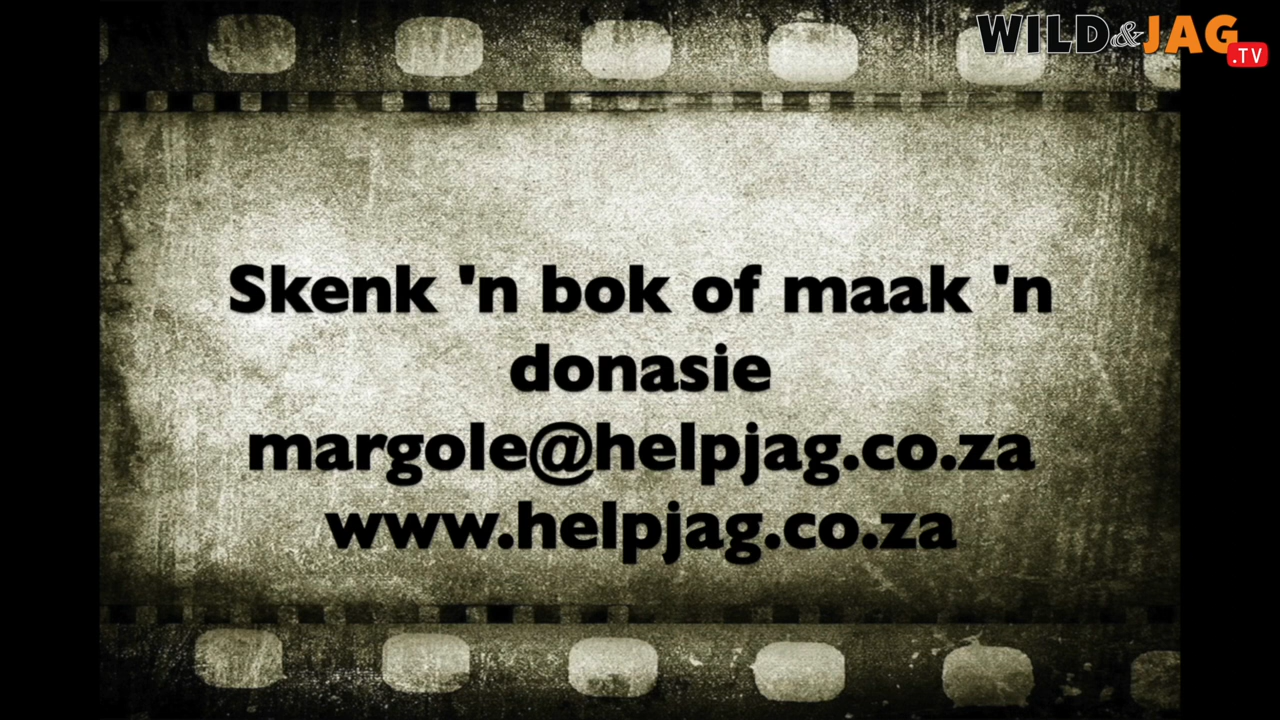 WILD&JAG
.TV
Skenk 'n bok of maak 'n
donasie
margole@helpjag.co.za
www.helpjag.co.za